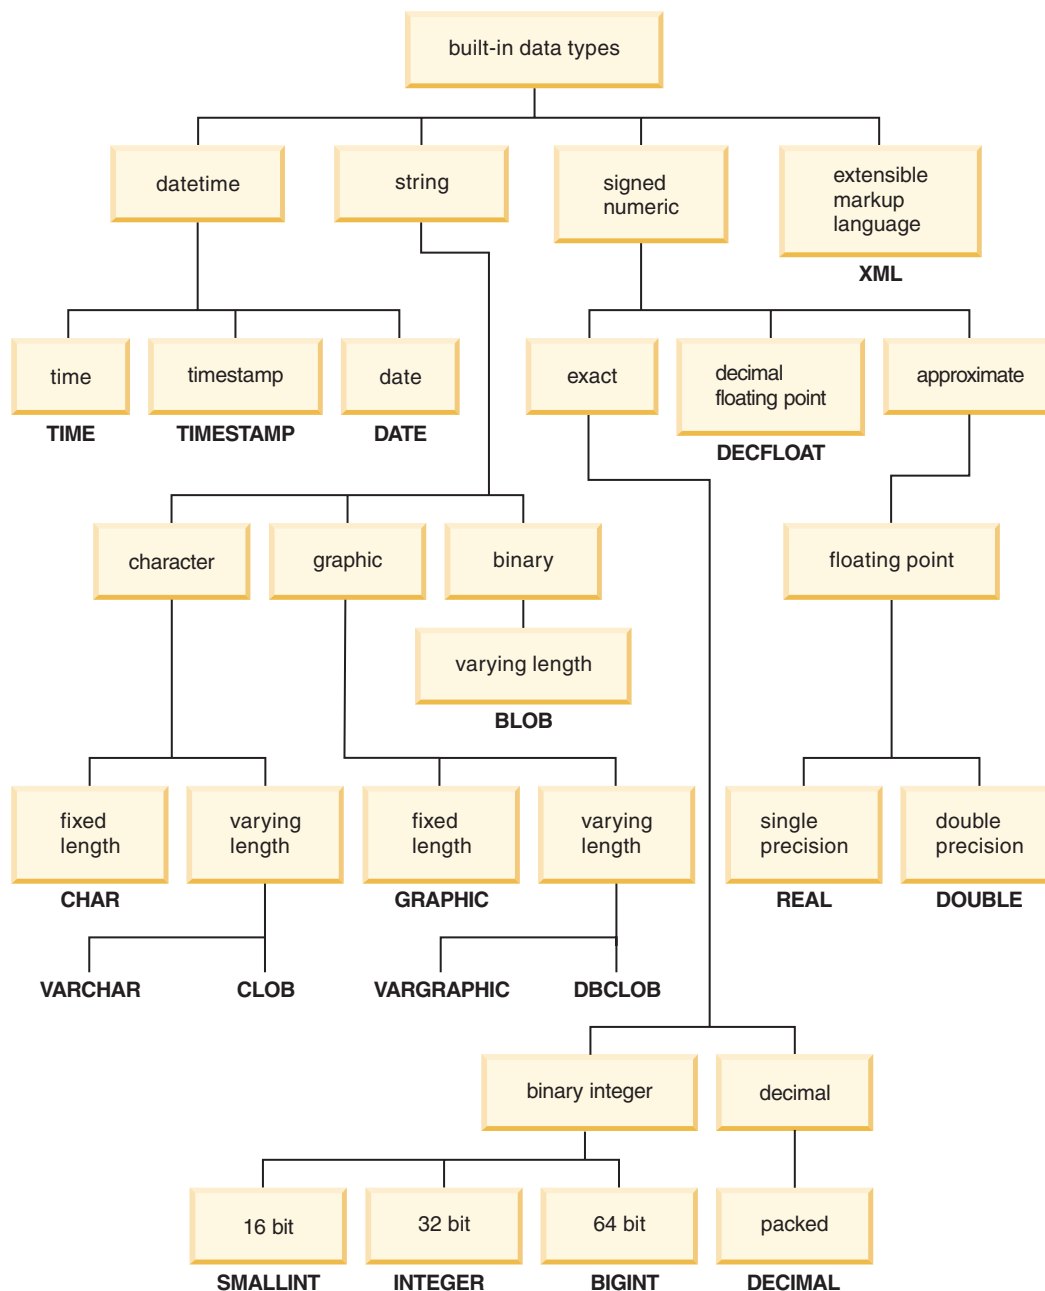 built-in data types
datetime
string
signed
numeric
extensible
markup
language
XML
time
timestamp
date
exact
decimal
floating point
approximate
TIME
TIMESTAMP
DATE
DECFLOAT
character
graphic
binary
floating point
varying length
BLOB
fixed
length
varying
length
fixed
length
varying
length
single
precision
double
precision
CHAR
GRAPHIC
REAL
DOUBLE
VARCHAR
CLOB
VARGRAPHIC
DBCLOB
binary integer
decimal
16 bit
32 bit
64 bit
packed
SMALLINT
INTEGER
BIGINT
DECIMAL